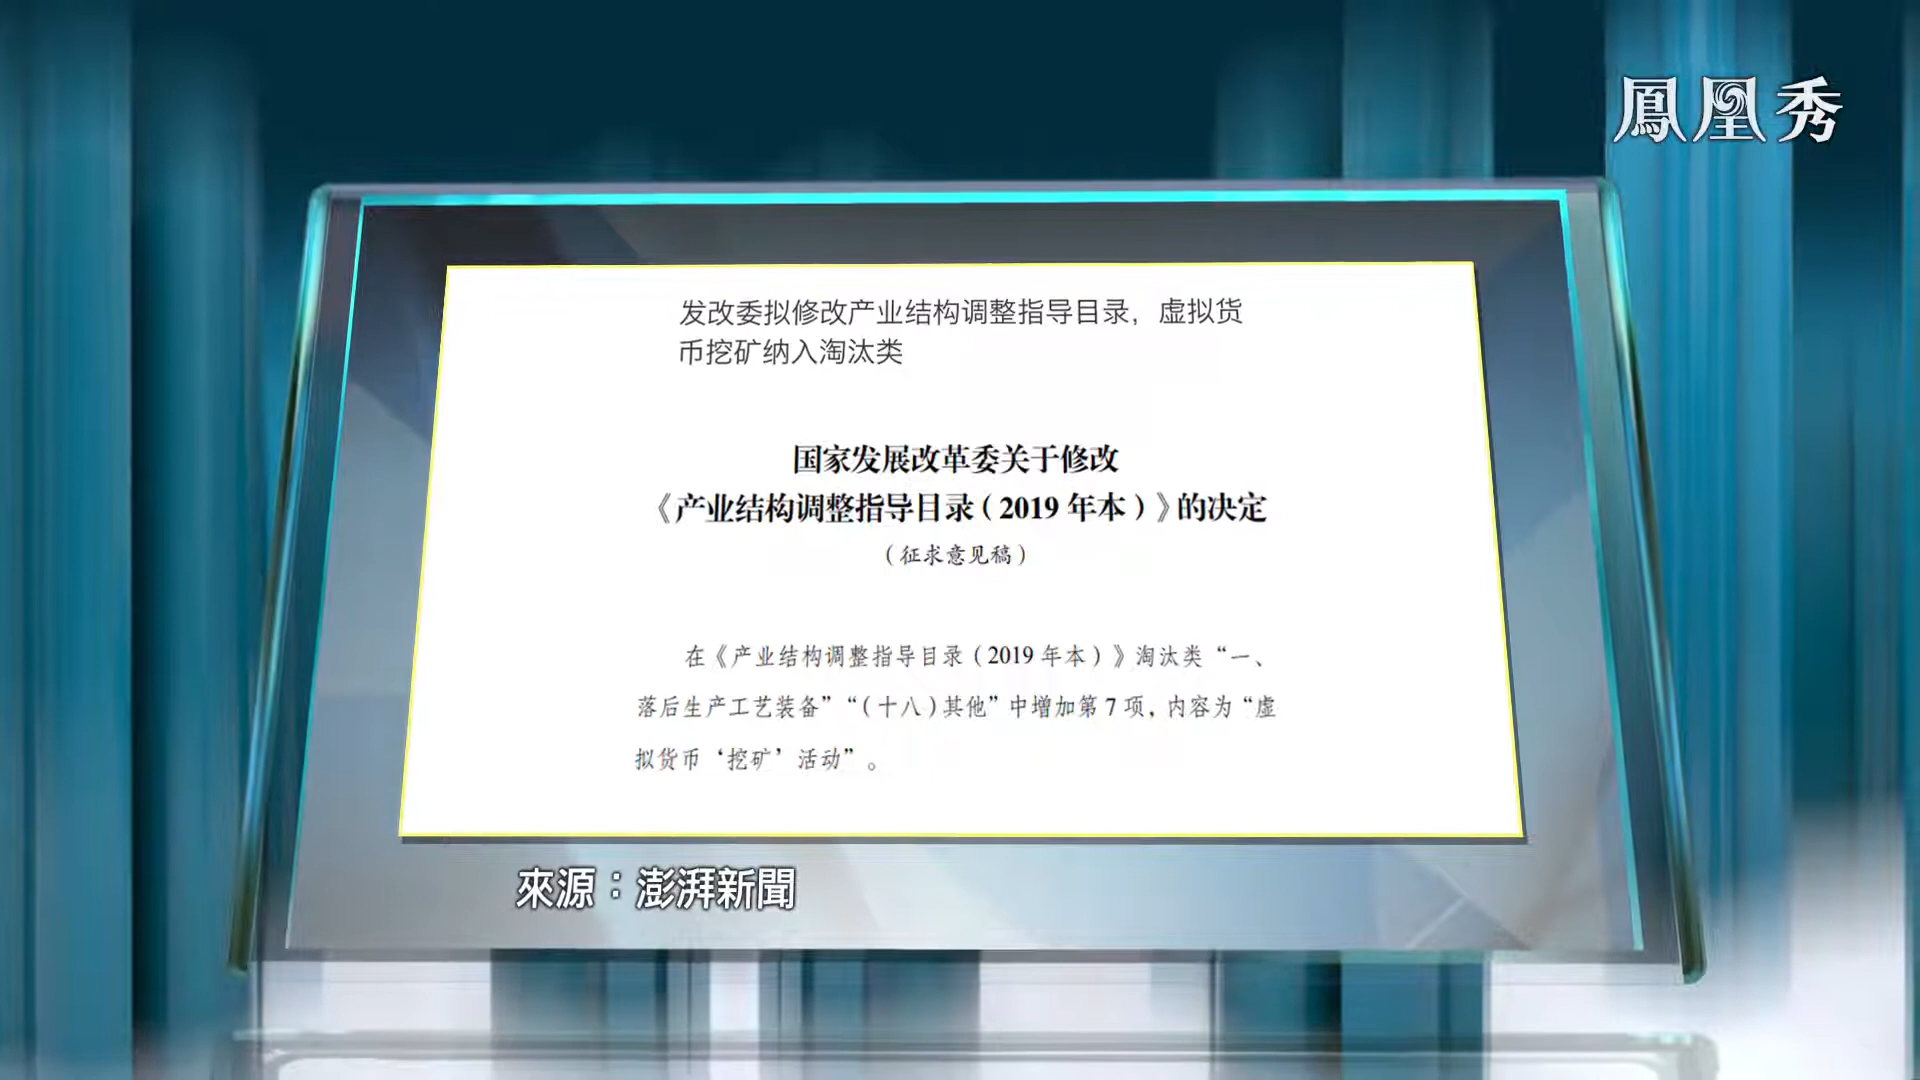 鳳凰秀
发改委拟修改产业结构调整指导目录，虚拟货
币挖矿纳入淘汰类
国家发展改革委关于修改
《产业结构调整指导目录（2019年本）》的决定
（征求意见稿）
在《产业结构调整指导目录（2019年本）》淘汰类“一、
落后生产工艺装备”“（十八）其他”中增加第7项，内容为“虚
拟货币‘挖矿’活动”。
來源：澎湃新聞